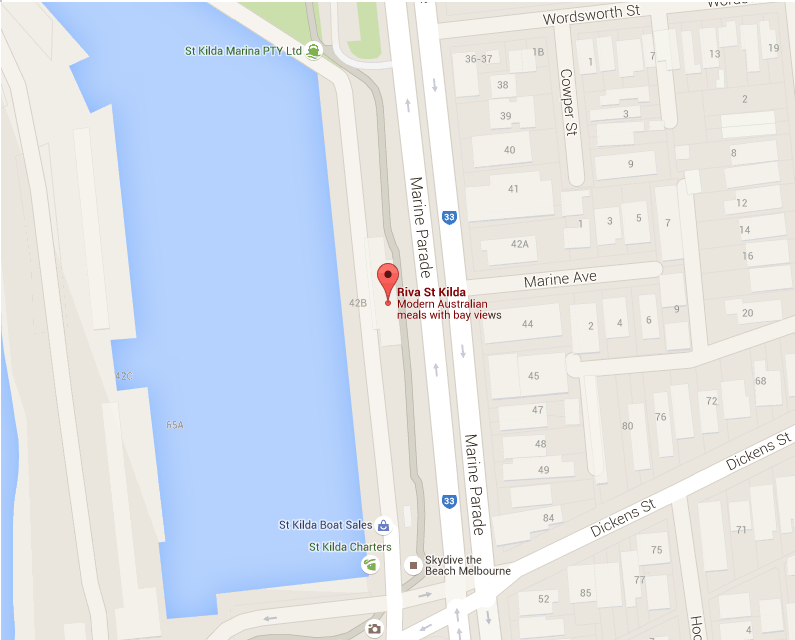 Wordsworth St
St Kilda Marina PTY Ltd
36-37
1B
1
7
13
19
38
Cowper St
2
39
3
40
8
9
41
Marine Parade
12
33
1
3
5
7
14
42A
16
Marine Ave
Riva St Kilda
Modern Australian
meals with bay views
42B
44
2
4
6
9
20
42C
45
68
72
47
76
65A
80
48
Dickens St
49
Marine Parade
33
84
Dickens St
St Kilda Boat Sales
71
St Kilda Charters
75
Skydive the
Beach Melbourne
77
85
52
4